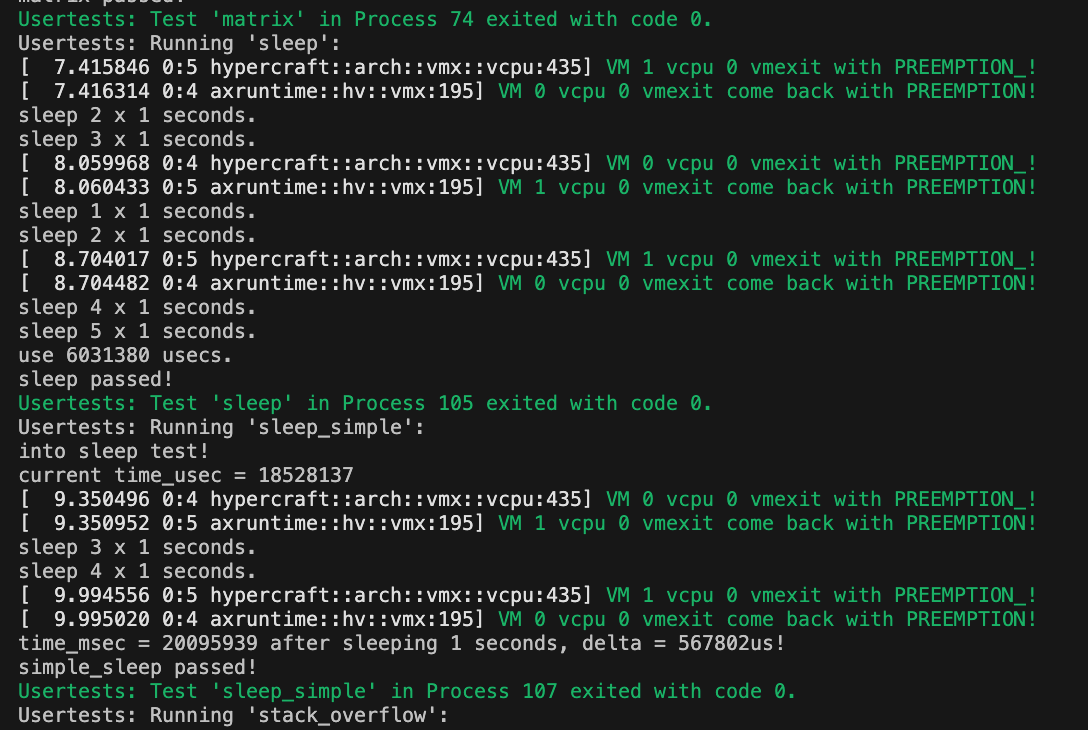 matrix passed!
Usertests: Test 'matrix' in Process 74 exited with code 0.
Usertests: Running 'sleep':
[  7.415846 0:5 hypercraft::arch::vmx::vcpu:435] VM 1 vcpu 0 vmexit with PREEMPTION_!
[  7.416314 0:4 axruntime::hv::vmx:195] VM 0 vcpu 0 vmexit come back with PREEMPTION!
sleep 2 x 1 seconds.
sleep 3 x 1 seconds.
[  8.059968 0:4 hypercraft::arch::vmx::vcpu:435] VM 0 vcpu 0 vmexit with PREEMPTION_!
[  8.060433 0:5 axruntime::hv::vmx:195] VM 1 vcpu 0 vmexit come back with PREEMPTION!
sleep 1 x 1 seconds.
sleep 2 x 1 seconds.
[  8.704017 0:5 hypercraft::arch::vmx::vcpu:435] VM 1 vcpu 0 vmexit with PREEMPTION_!
[  8.704482 0:4 axruntime::hv::vmx:195] VM 0 vcpu 0 vmexit come back with PREEMPTION!
sleep 4 x 1 seconds.
sleep 5 x 1 seconds.
use 6031380 usecs.
sleep passed!
Usertests: Test 'sleep' in Process 105 exited with code 0.
Usertests: Running 'sleep_simple':
into sleep test!
current time_usec = 18528137
[  9.350496 0:4 hypercraft::arch::vmx::vcpu:435] VM 0 vcpu 0 vmexit with PREEMPTION_!
[  9.350952 0:5 axruntime::hv::vmx:195] VM 1 vcpu 0 vmexit come back with PREEMPTION!
sleep 3 x 1 seconds.
sleep 4 x 1 seconds.
[  9.994556 0:5 hypercraft::arch::vmx::vcpu:435] VM 1 vcpu 0 vmexit with PREEMPTION_!
[  9.995020 0:4 axruntime::hv::vmx:195] VM 0 vcpu 0 vmexit come back with PREEMPTION!
time_msec = 20095939 after sleeping 1 seconds, delta = 567802us!
simple_sleep passed!
Usertests: Test 'sleep_simple' in Process 107 exited with code 0.
Usertests: Running 'stack_overflow':